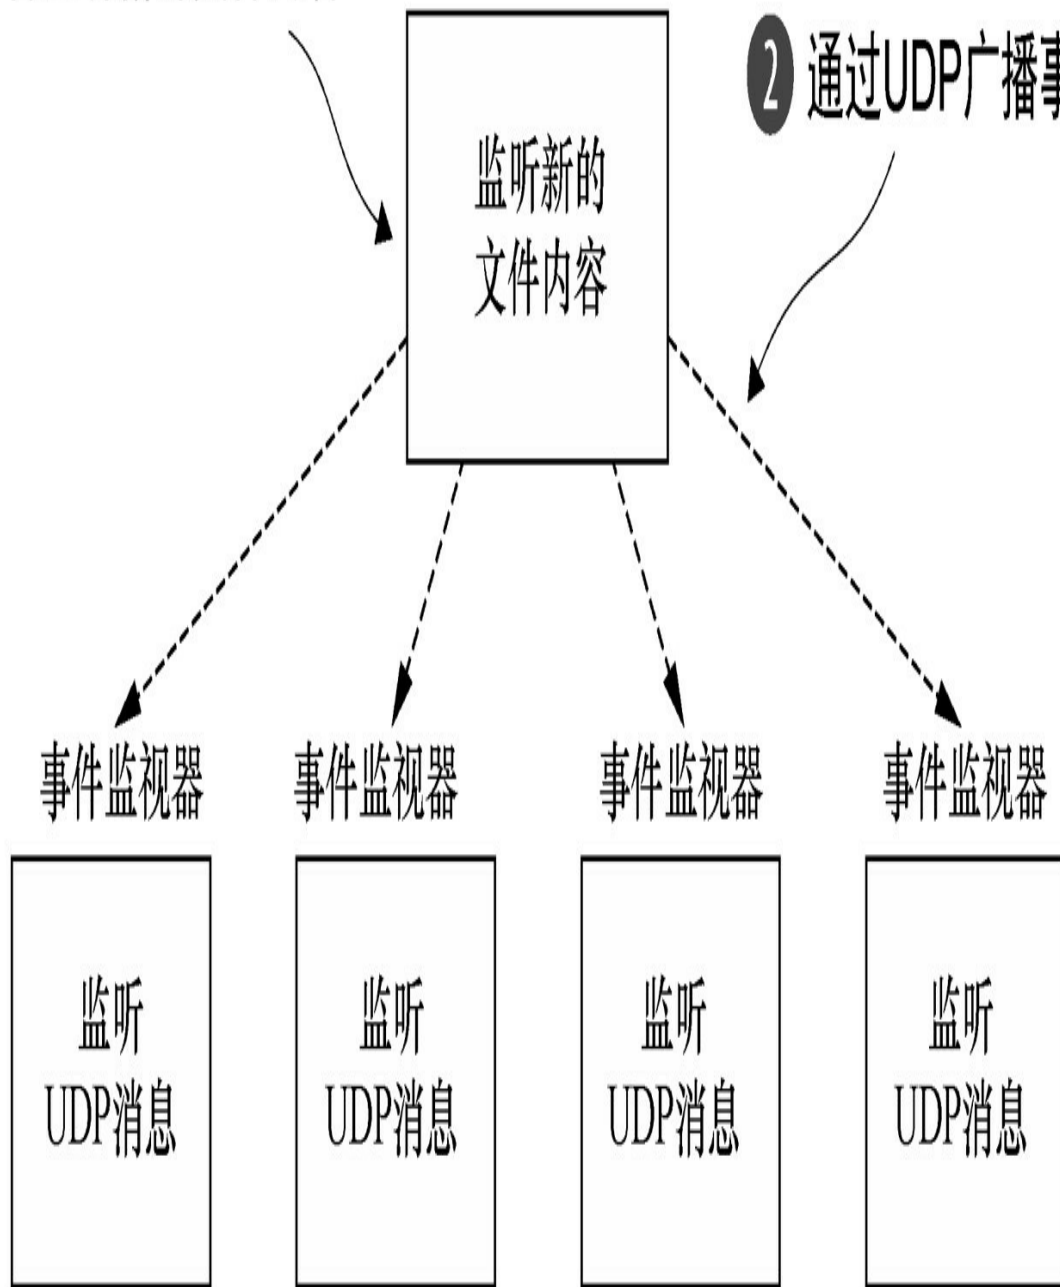 2 通过UDP广播事
监听新的
文件内容
事件监视器 事件监视器 事件监视器 事件监视器
监听 监听 监听 监听
UDP消息 UDP消息 UDP消息 UDP消息